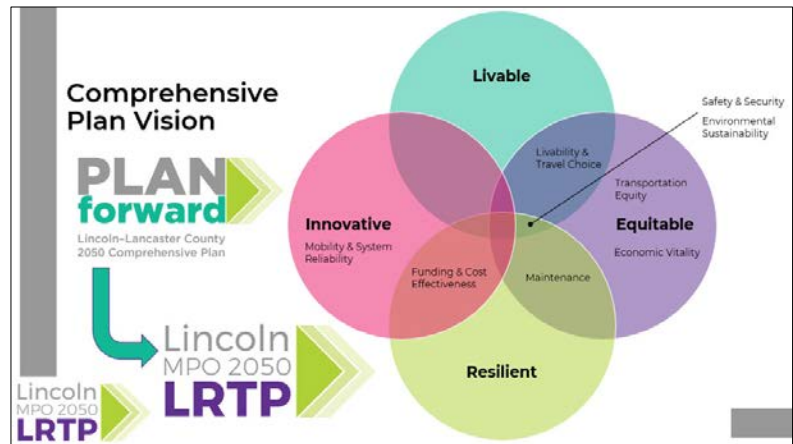 Comprehensive
Plan Vision
PLAN
forward
Lincoln-Lancaster County
2050 Comprehensive Plan
Lincoln
MPO 2050
LRTP
Lincoln
MPO 2050
LRTP
Livable
Safety & Security
Environmental
Sustainability
Livability &
Travel Choice
Transportation
Equity
Innovative
Mobility & System
Reliability
Equitable
Economic Vitality
Funding & Cost
Effectiveness
Maintenance
Resilient